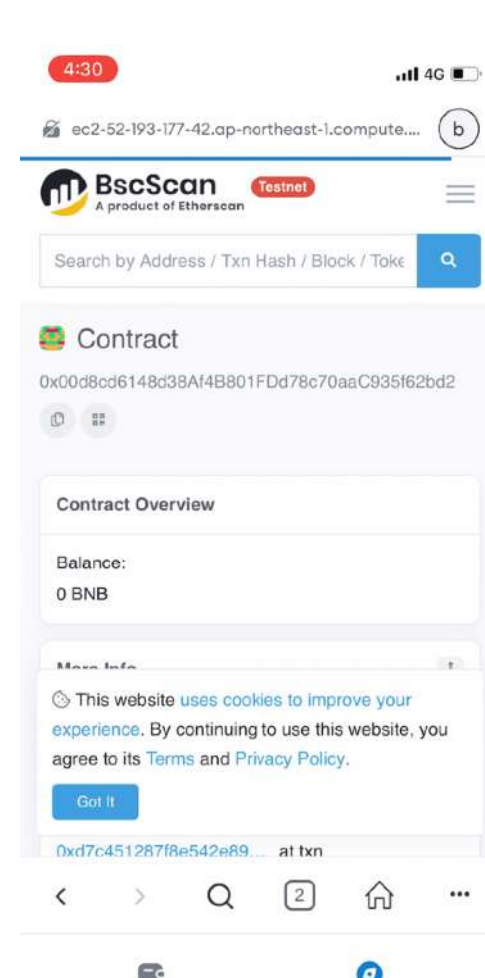 4:30
4G
ec2-52-193-177-42.ap-northeast-1.compute....
b
BscScan
Testnet
A product of Etherscan
Search by Address / Txn Hash / Block / Toke
Contract
0x00d8cd6148d38Af4B801FDd78c70aaC935f62bd2
Contract Overview
Balance:
0 BNB
More Info
This website uses cookies to improve your
experience. By continuing to use this website, you
agree to its Terms and Privacy Policy.
Got It
0xd7c451287f8e542e89... at txn
2